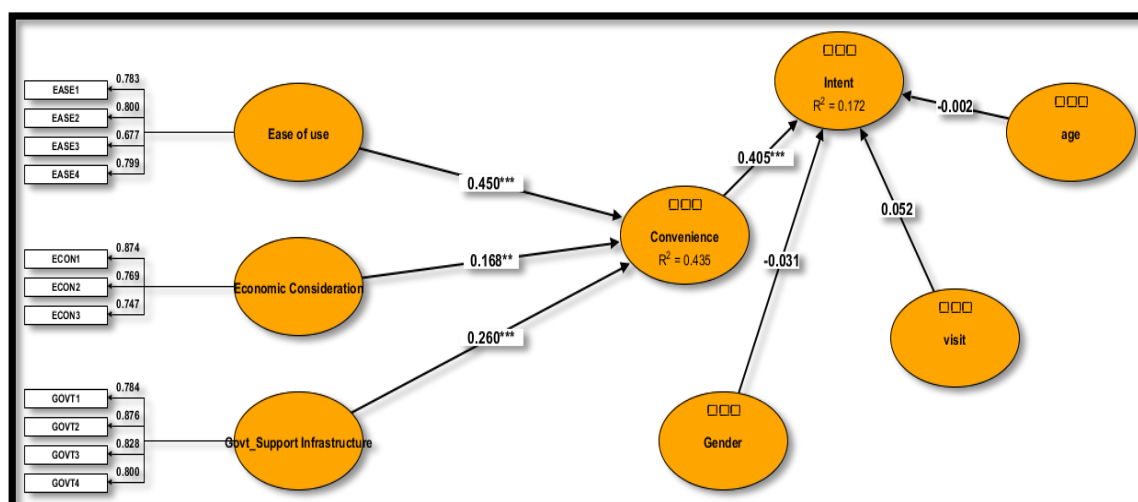 EASE1
0.783
EASE2
0.800
EASE3
0.677
EASE4
0.799
Ease of use
0.450***
ECON1
0.874
ECON2
0.769
ECON3
0.747
Economic Consideration
0.168**
GOVT1
0.784
GOVT2
0.876
GOVT3
0.828
GOVT4
0.800
Govt_Support Infrastructure
0.260***
Convenience
R² = 0.435
0.405***
Intent
R² = 0.172
-0.002
age
0.052
visit
-0.031
Gender